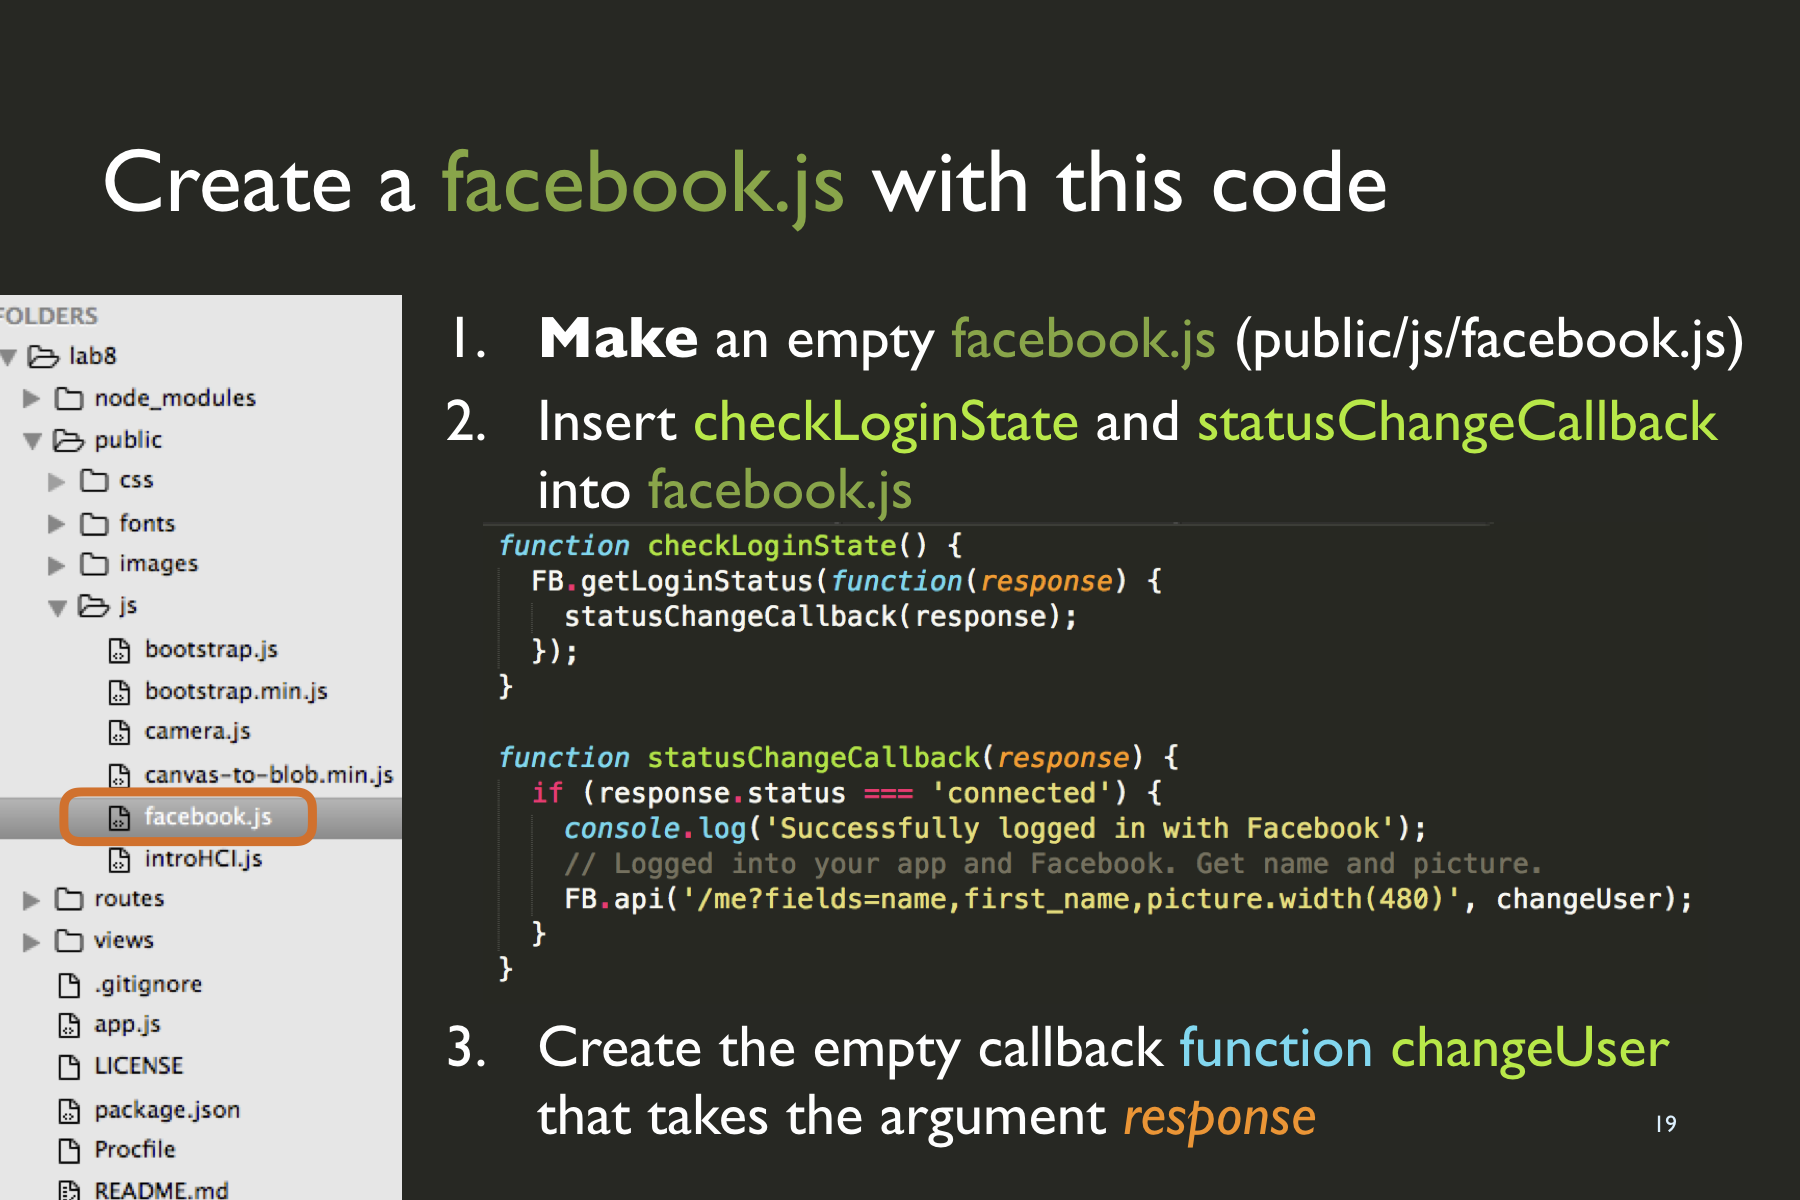 Create a facebook.js with this code
FOLDERS
lab8
node_modules
public
css
fonts
images
js
bootstrap.js
bootstrap.min.js
camera.js
canvas-to-blob.min.js
facebook.js
introHCI.js
routes
views
.gitignore
app.js
LICENSE
package.json
Procfile
README.md
1. Make an empty facebook.js (public/js/facebook.js)
2. Insert checkLoginState and statusChangeCallback
into facebook.js
function checkLoginState() {
FB.getLoginStatus(function(response) {
statusChangeCallback(response);
});
}
function statusChangeCallback(response) {
if (response.status === 'connected') {
console.log('Successfully logged in with Facebook');
// Logged into your app and Facebook. Get name and picture.
FB.api('/me?fields=name,first_name,picture.width(480)', changeUser);
}
}
3. Create the empty callback function changeUser
that takes the argument response
19